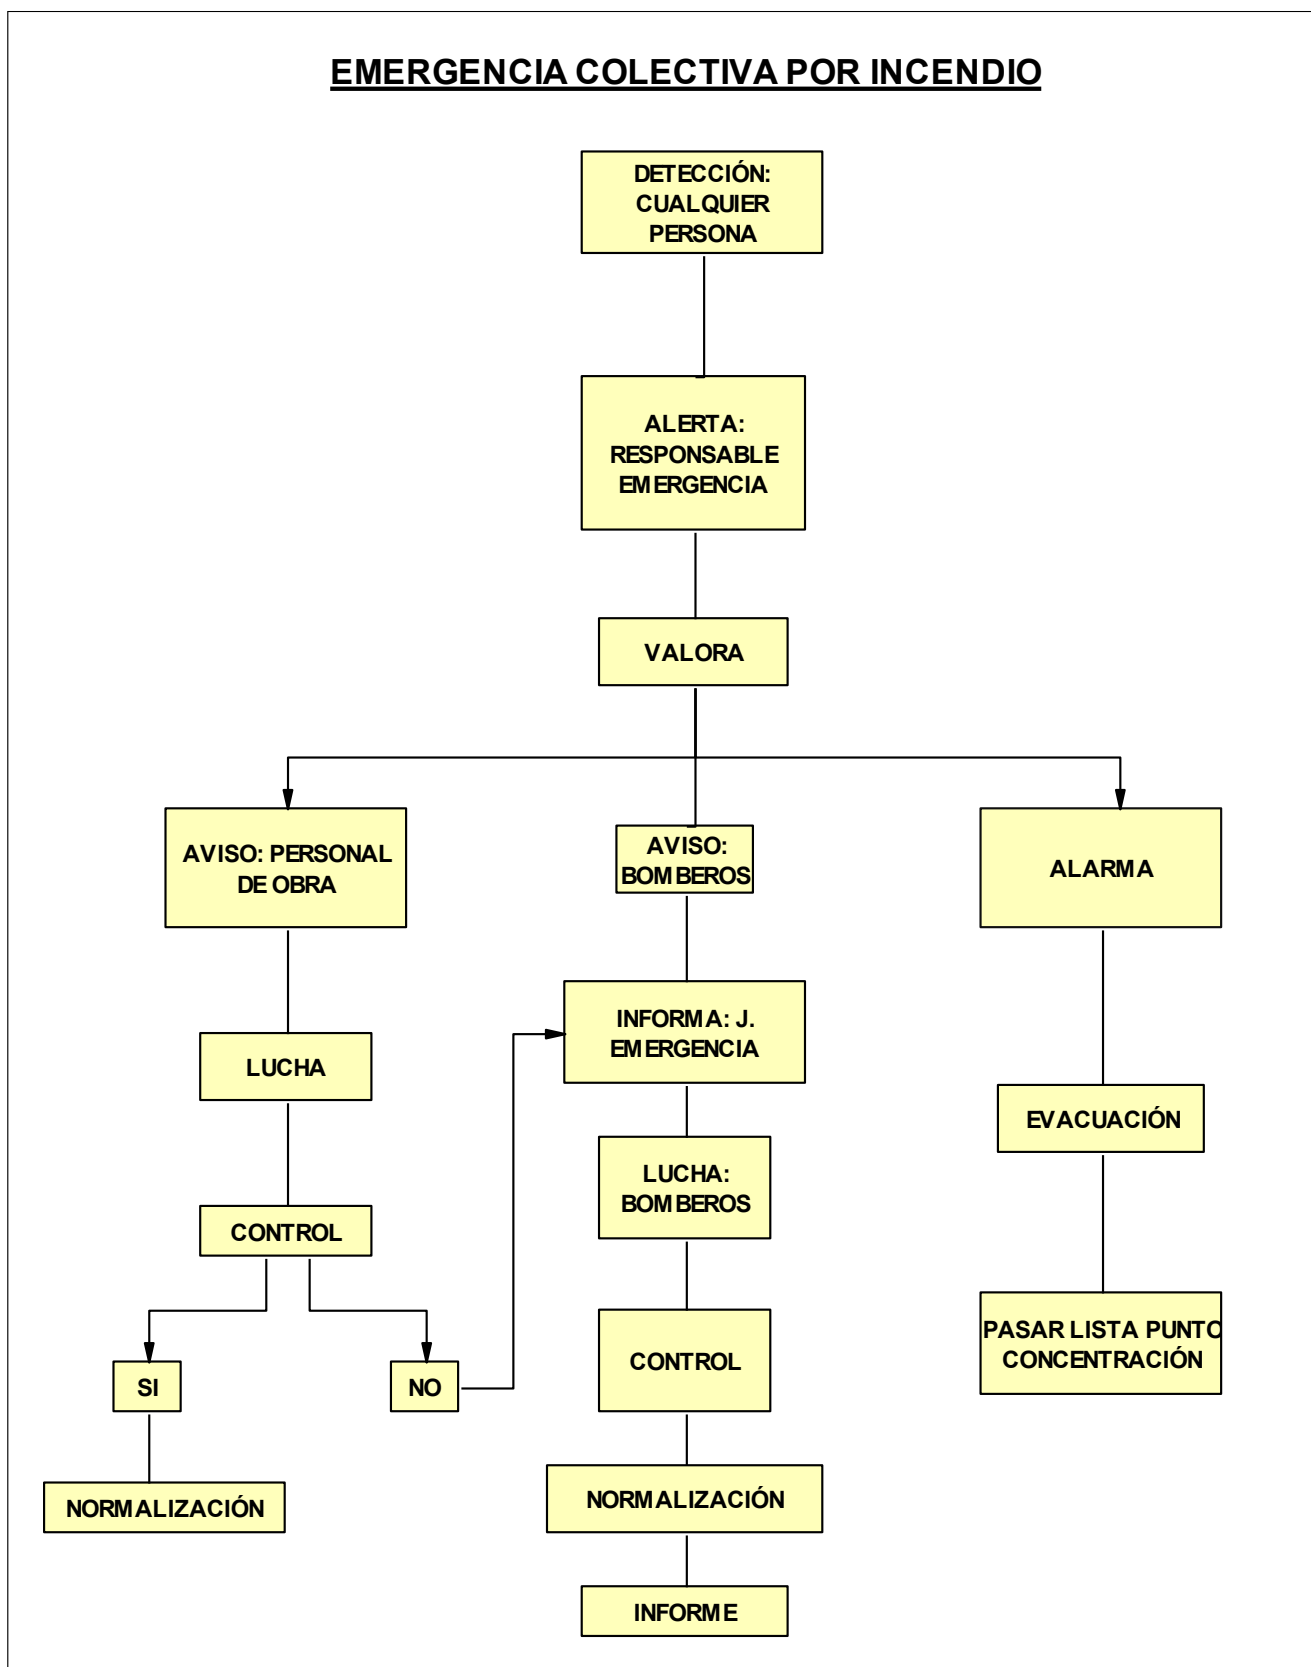 EMERGENCIA COLECTIVA POR INCENDIO
DETECCIÓN:
CUALQUIER
PERSONA
ALERTA:
RESPONSABLE
EMERGENCIA
VALORA
AVISO: PERSONAL
DE OBRA
AVISO:
BOMBEROS
ALARMA
LUCHA
INFORMA: J.
EMERGENCIA
EVACUACIÓN
LUCHA:
BOMBEROS
CONTROL
CONTROL
PASAR LISTA PUNTO
CONCENTRACIÓN
SI
NO
NORMALIZACIÓN
NORMALIZACIÓN
INFORME